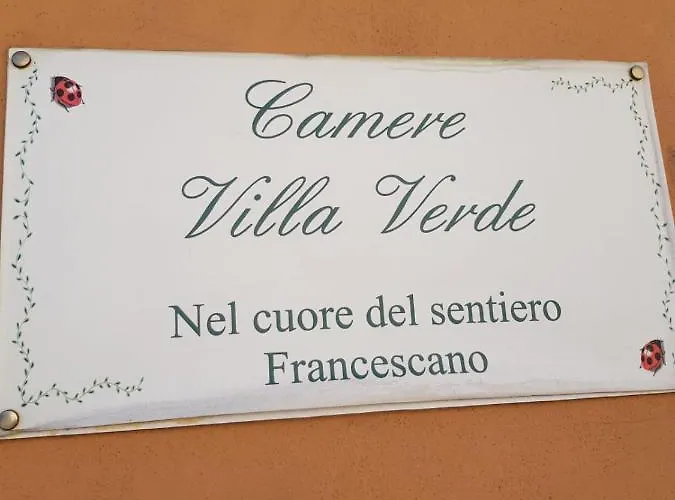 Camere
Villa Verde
Nel cuore del sentiero
Francescano